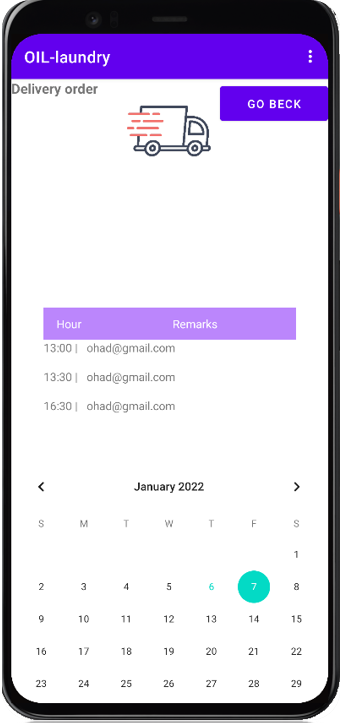 OIL-laundry
Delivery order
GO BECK
Hour Remarks
13:00 | ohad@gmail.com
13:30 | ohad@gmail.com
16:30 | ohad@gmail.com
January 2022
S M T W T F S
1
2 3 4 5 6 7 8
9 10 11 12 13 14 15
16 17 18 19 20 21 22
23 24 25 26 27 28 29